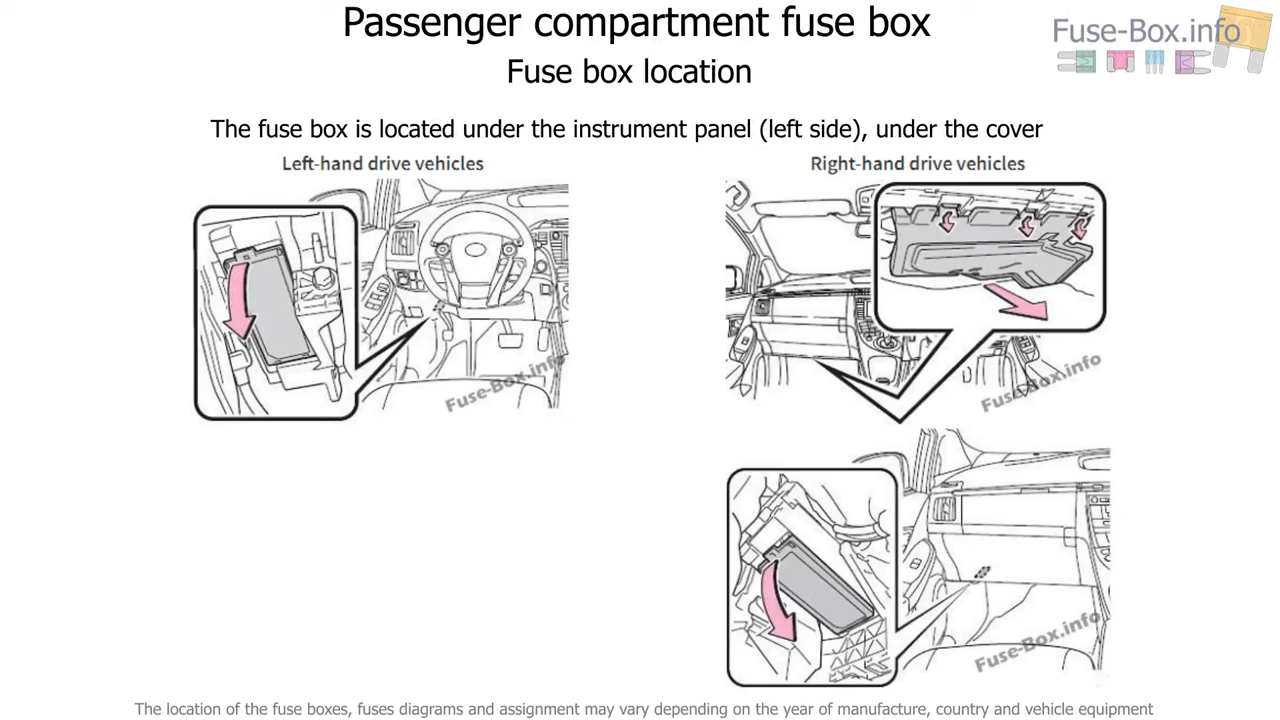 Passenger compartment fuse box
Fuse-Box.info
Fuse box location
The fuse box is located under the instrument panel (left side), under the cover
Left-hand drive vehicles
Right-hand drive vehicles
Fuse-Box.info
Fuse-Box.info
Fuse-Box.info
The location of the fuse boxes, fuses diagrams and assignment may vary depending on the year of manufacture, country and vehicle equipment